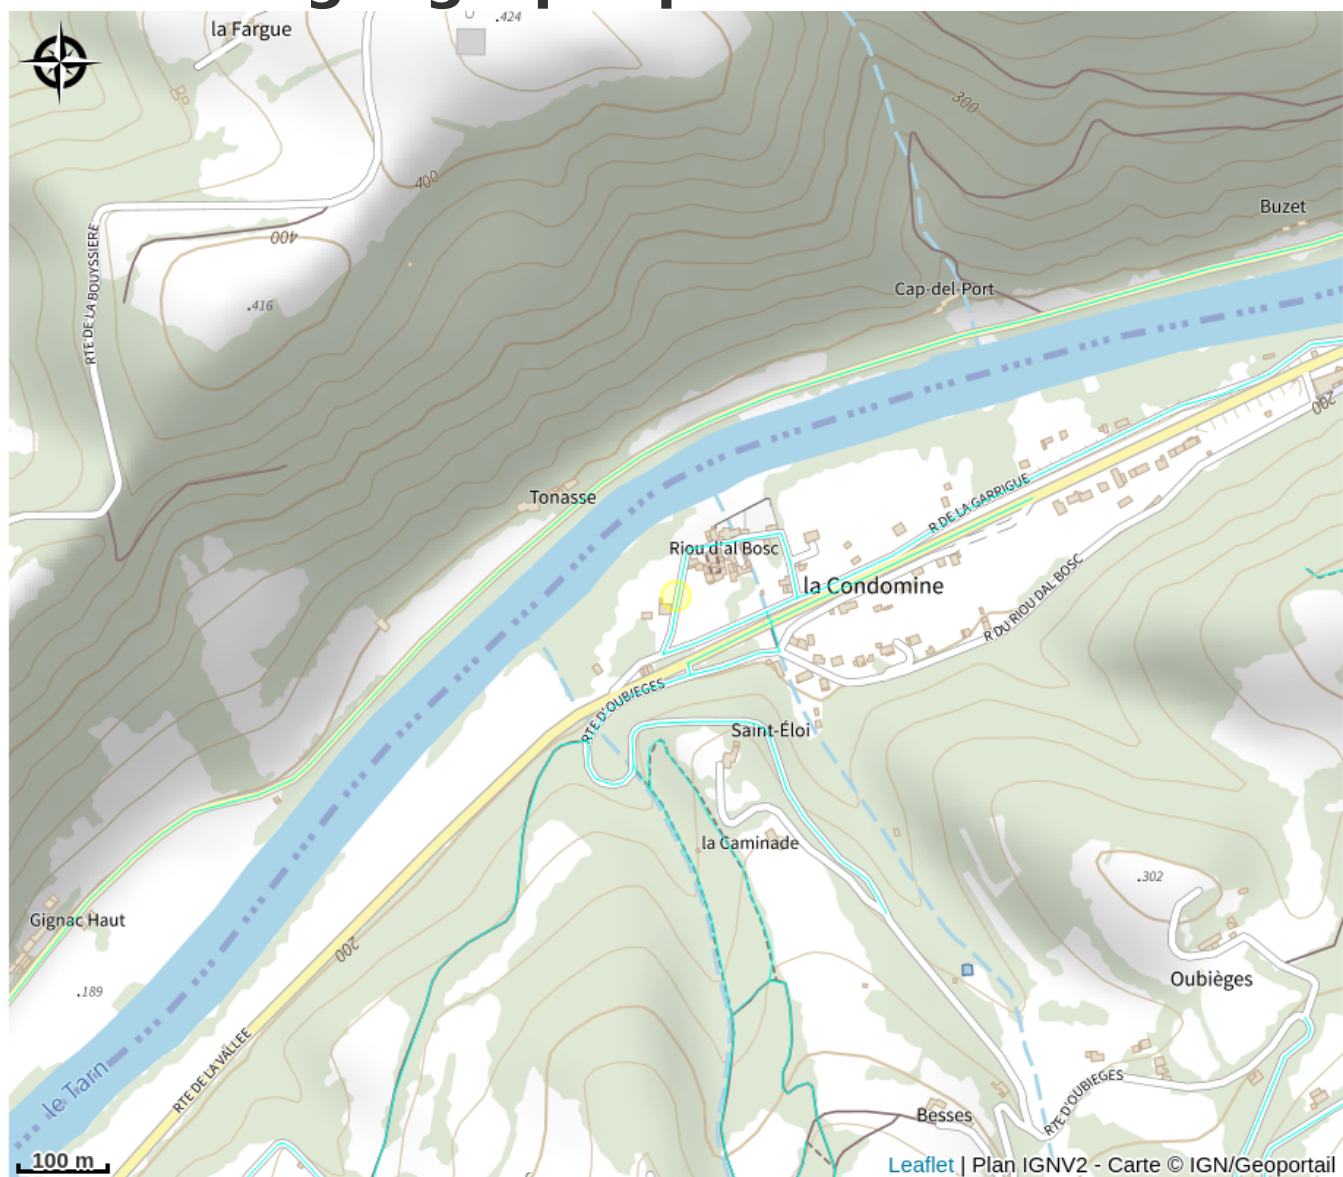 la Fargue
.424
300
400
Buzet
RTE DE LA BOUYSSIERE
400
Cap-del-Port
.416
200
Tonasse
R DE LA GARRIGUE
Riou d'al Bosc
la Condomine
R DU RIOU DAL BOSC
RTE D'OUBIEGES
Saint-Éloi
la Caminade
.302
Gignac Haut
200
Oubièges
.189
RTE DE LA VALLEE
le Tarn
RTE D'OUBIEGES
Besses
100 m
Leaflet | Plan IGNV2 - Carte © IGN/Geoportail